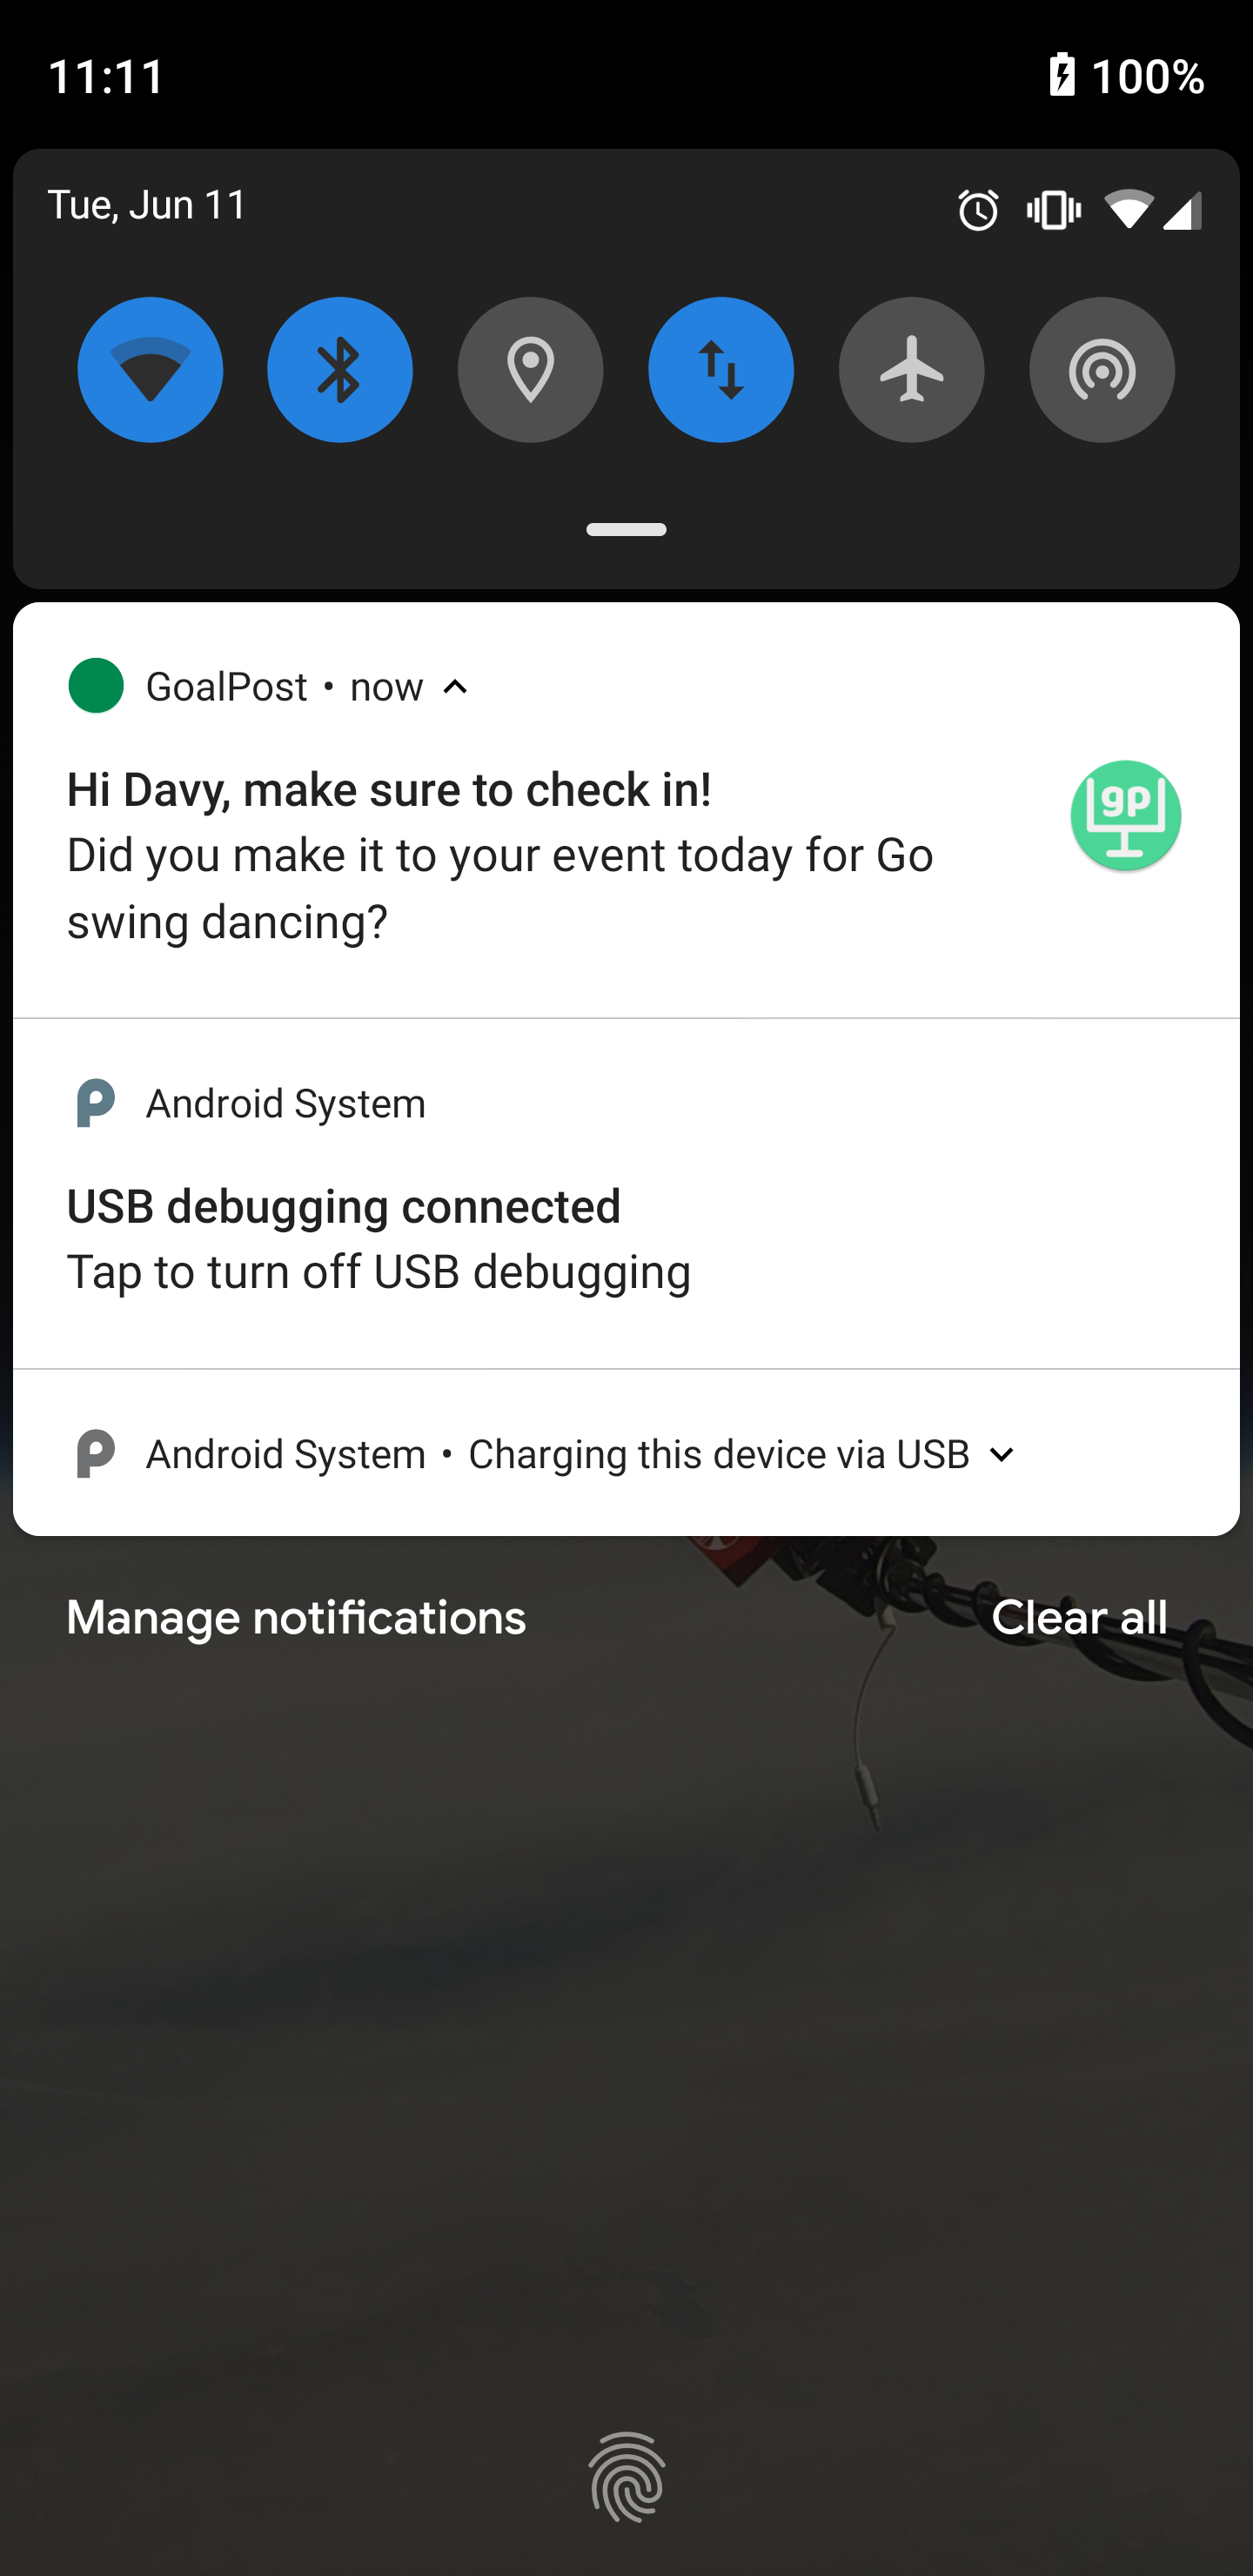 11:11 100%
Tue, Jun 11
GoalPost • now
Hi Davy, make sure to check in!
gp
Did you make it to your event today for Go
swing dancing?
Android System
USB debugging connected
Tap to turn off USB debugging
Android System • Charging this device via USB
Manage notifications Clear all